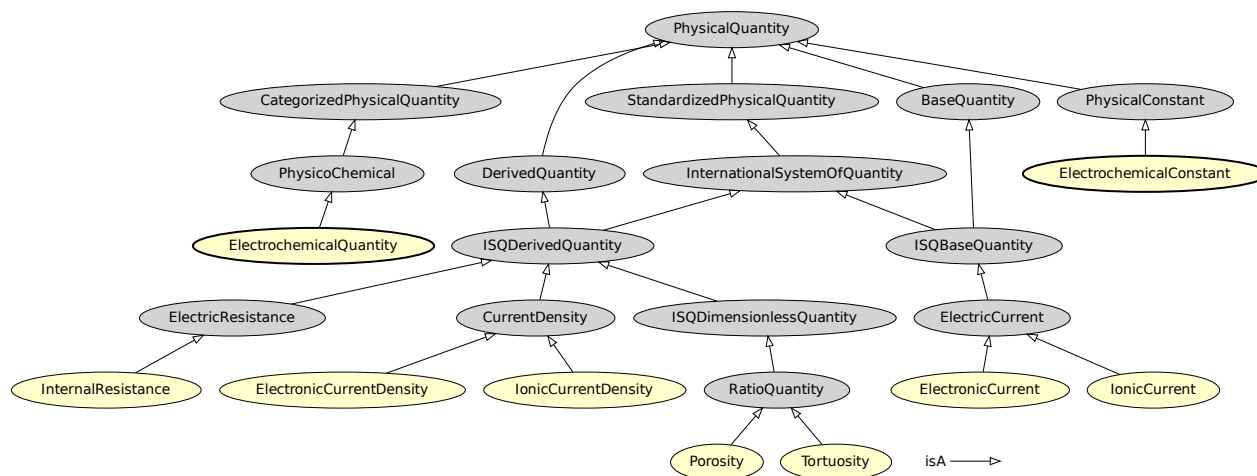 PhysicalQuantity
CategorizedPhysicalQuantity
StandardizedPhysicalQuantity
BaseQuantity
PhysicalConstant
PhysicoChemical
DerivedQuantity
InternationalSystemOfQuantity
ElectrochemicalConstant
ElectrochemicalQuantity
ISQDerivedQuantity
ISQBaseQuantity
ElectricResistance
CurrentDensity
ISQDimensionlessQuantity
ElectricCurrent
InternalResistance
ElectronicCurrentDensity
IonicCurrentDensity
RatioQuantity
ElectronicCurrent
IonicCurrent
Porosity
Tortuosity
isA